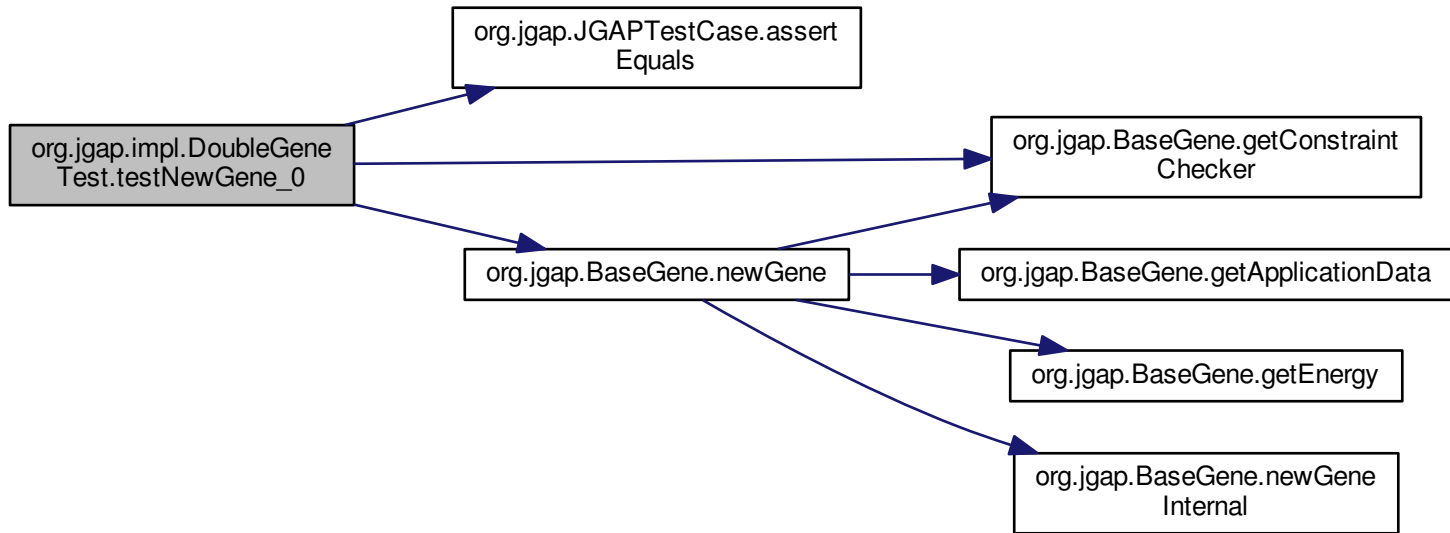 org.jgap.JGAPTestCase.assert
Equals
org.jgap.impl.DoubleGene
Test.testNewGene_0
org.jgap.BaseGene.getConstraint
Checker
org.jgap.BaseGene.newGene
org.jgap.BaseGene.getApplicationData
org.jgap.BaseGene.getEnergy
org.jgap.BaseGene.newGene
Internal